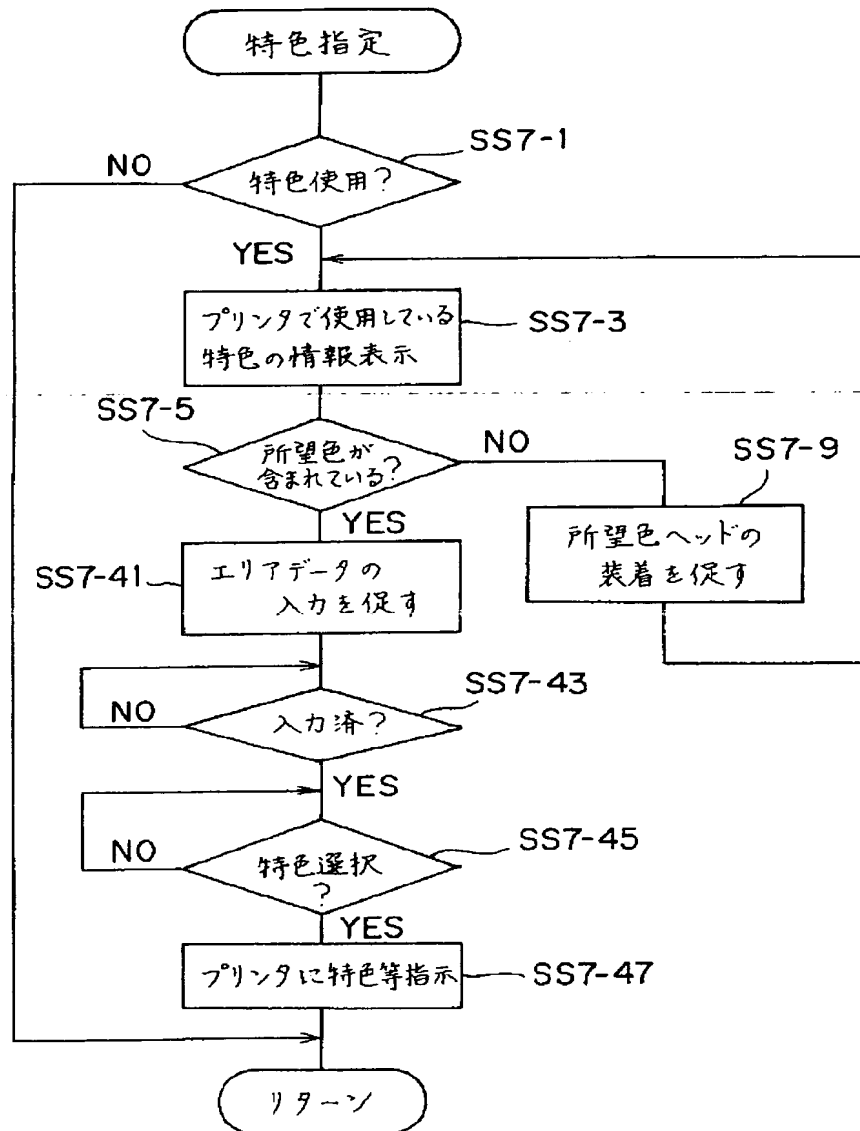 特色指定
SS7-1
NO
特色使用?
YES
プリンタで使用している
特色の情報表示
SS7-3
SS7-5
所望色が
含まれている?
NO
SS7-9
YES
所望色ヘッドの
装着を促す
SS7-41
エリアデータの
入力を促す
SS7-43
NO
入力済?
YES
SS7-45
NO
特色選択
?
YES
プリンタに特色等指示
SS7-47
リターン